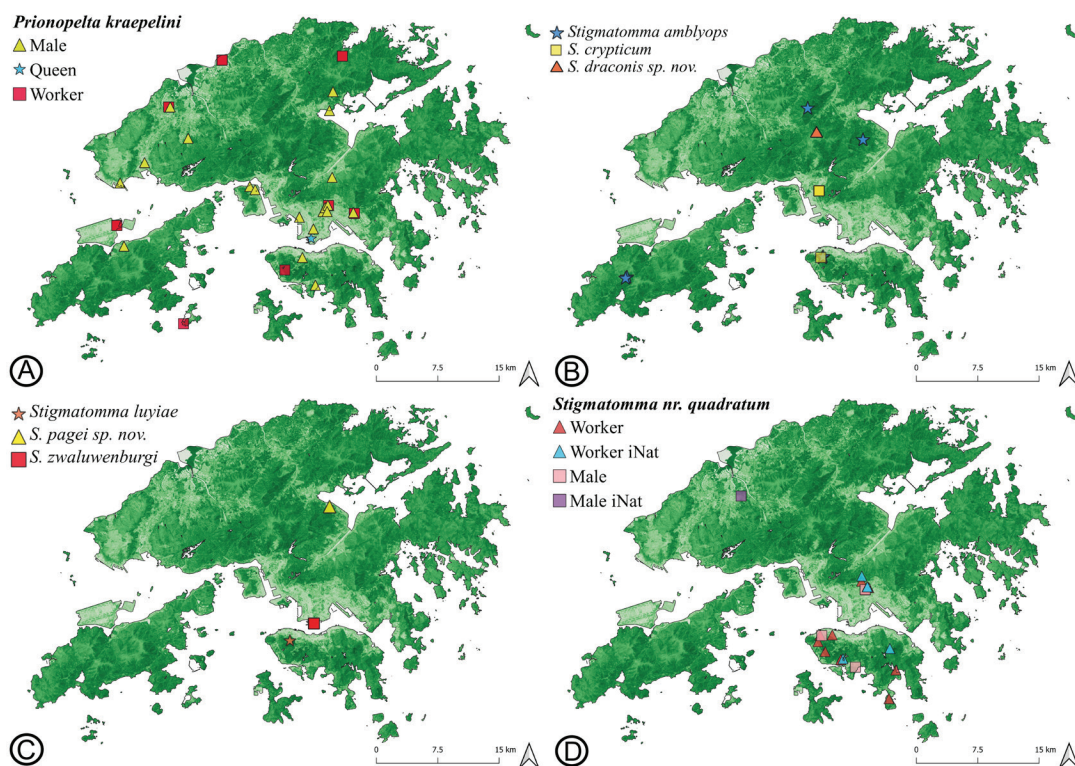 Prionopelta kraepelini
Male
Queen
Worker
A
0 7.5 15 km
Stigmatomma amblyops
S. crypticum
S. draconis sp. nov.
B
0 7.5 15 km
Stigmatomma luyiae
S. pagei sp. nov.
S. zwaluwenburgi
C
0 7.5 15 km
Stigmatomma nr. quadratum
Worker
Worker iNat
Male
Male iNat
D
0 7.5 15 km